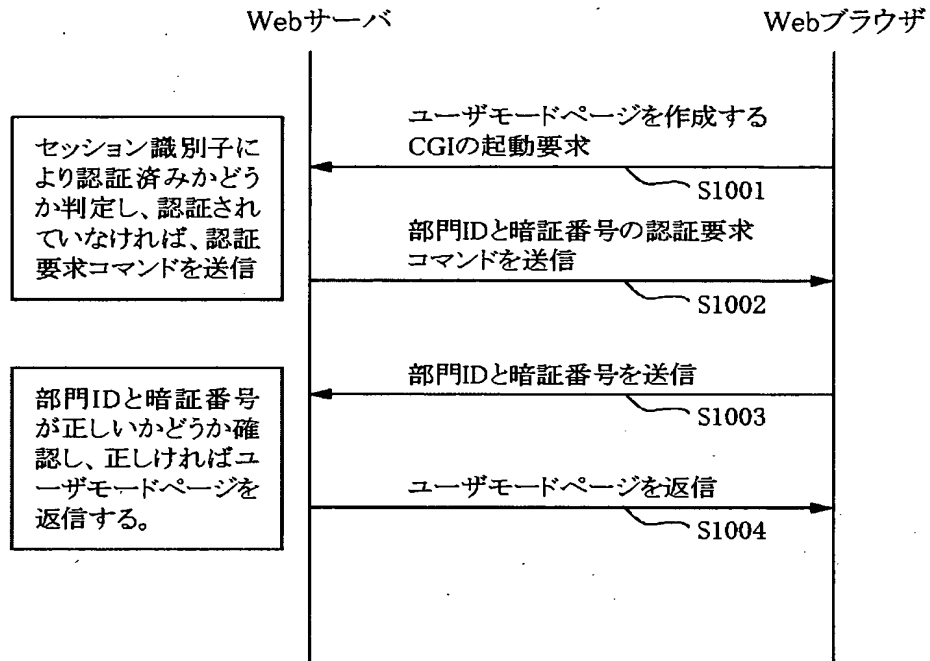 Webサーバ
Webブラウザ
セッション識別子に
より認証済みかどう
か判定し、認証され
ていなければ、認証
要求コマンドを送信
ユーザモードページを作成する
CGIの起動要求
S1001
部門IDと暗証番号の認証要求
コマンドを送信
S1002
部門IDと暗証番号
が正しいかどうか確
認し、正しければユ
ーザモードページを
返信する。
部門IDと暗証番号を送信
S1003
ユーザモードページを返信
S1004